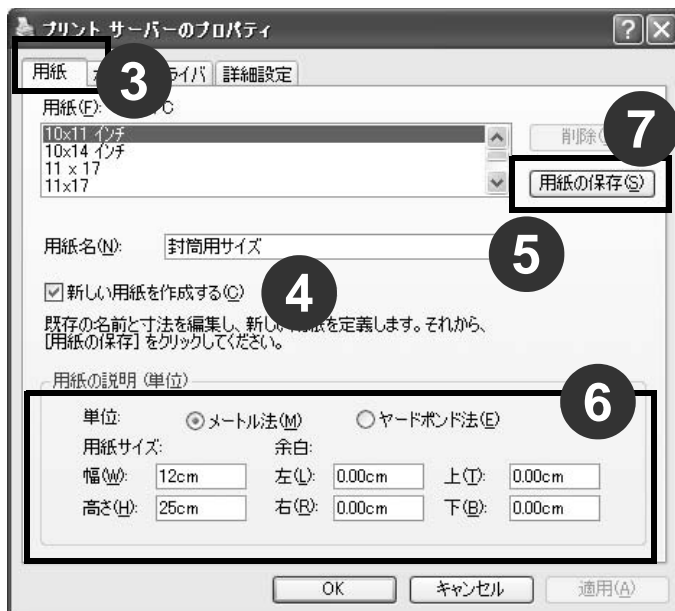 プリント サーバーのプロパティ
用紙 ライバ 詳細設定
3
用紙(F): C
10x11 インチ
10x14 インチ
11 x 17
11x17
削除
7
用紙の保存(S)
用紙名(N): 封筒用サイズ
5
新しい用紙を作成する(C)
4
既存の名前と寸法を編集し、新し 用紙を定義します。それから、
[用紙の保存] をクリックしてください。
用紙の説明 (単位)
6
単位: メートル法(M) ヤードポンド法(E)
用紙サイズ: 余白:
幅(W): 12cm 左(L): 0.00cm 上(T): 0.00cm
高さ(H): 25cm 右(R): 0.00cm 下(B): 0.00cm
OK キャンセル 適用(A)